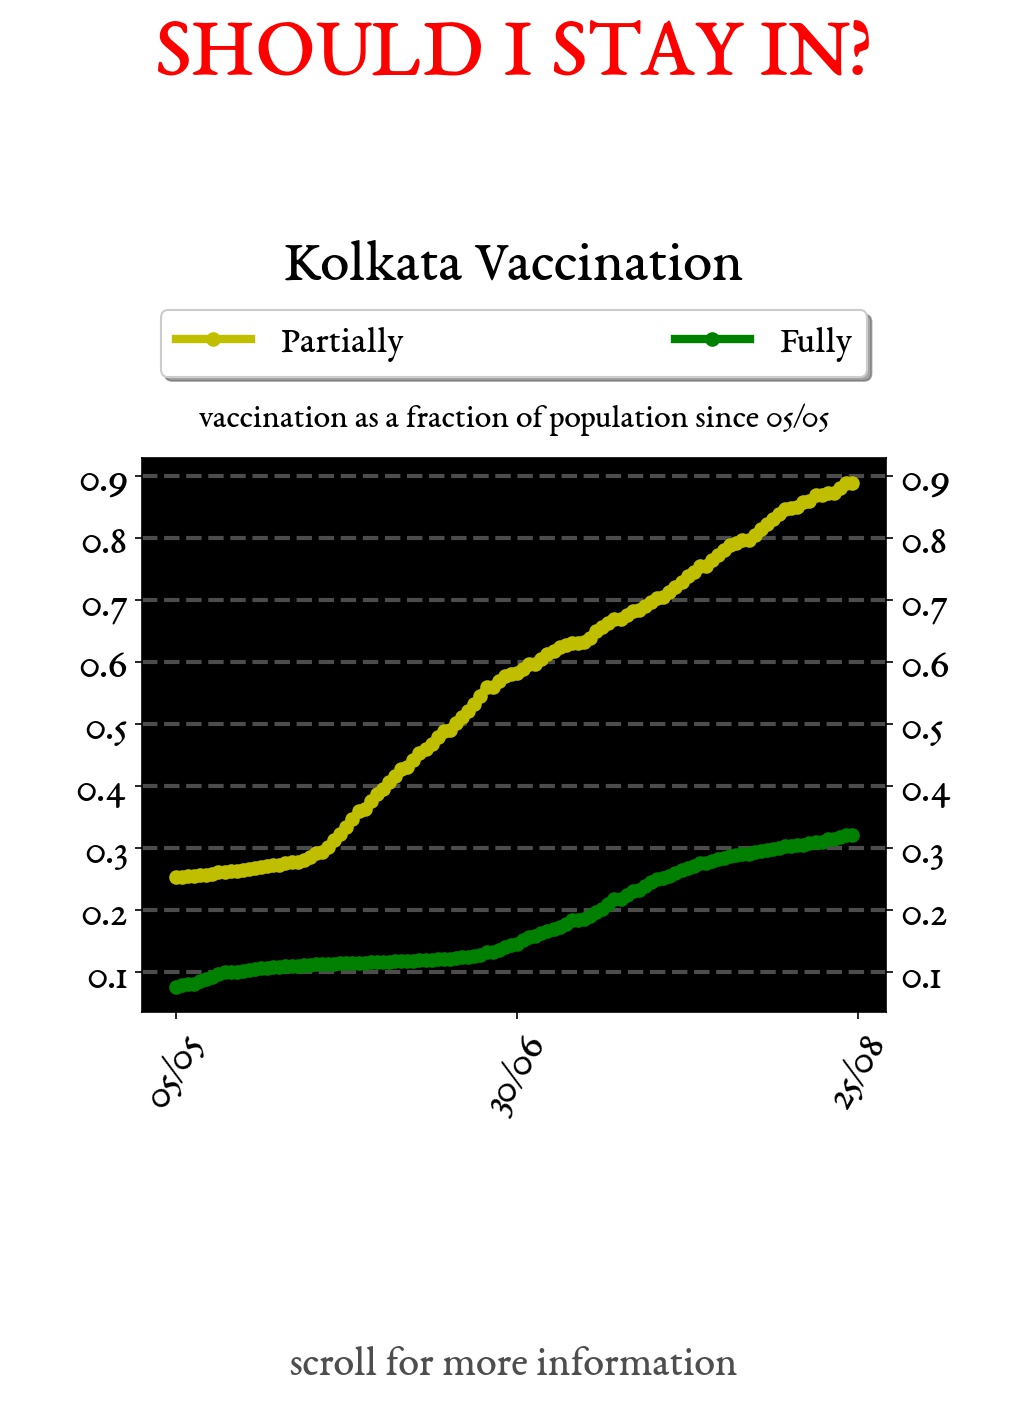 SHOULD I STAY IN?
Kolkata Vaccination
Partially Fully
vaccination as a fraction of population since 05/05
0.9 0.9
0.8 0.8
0.7 0.7
0.6 0.6
0.5 0.5
0.4 0.4
0.3 0.3
0.2 0.2
0.1 0.1
05/05 30/06 25/08
scroll for more information